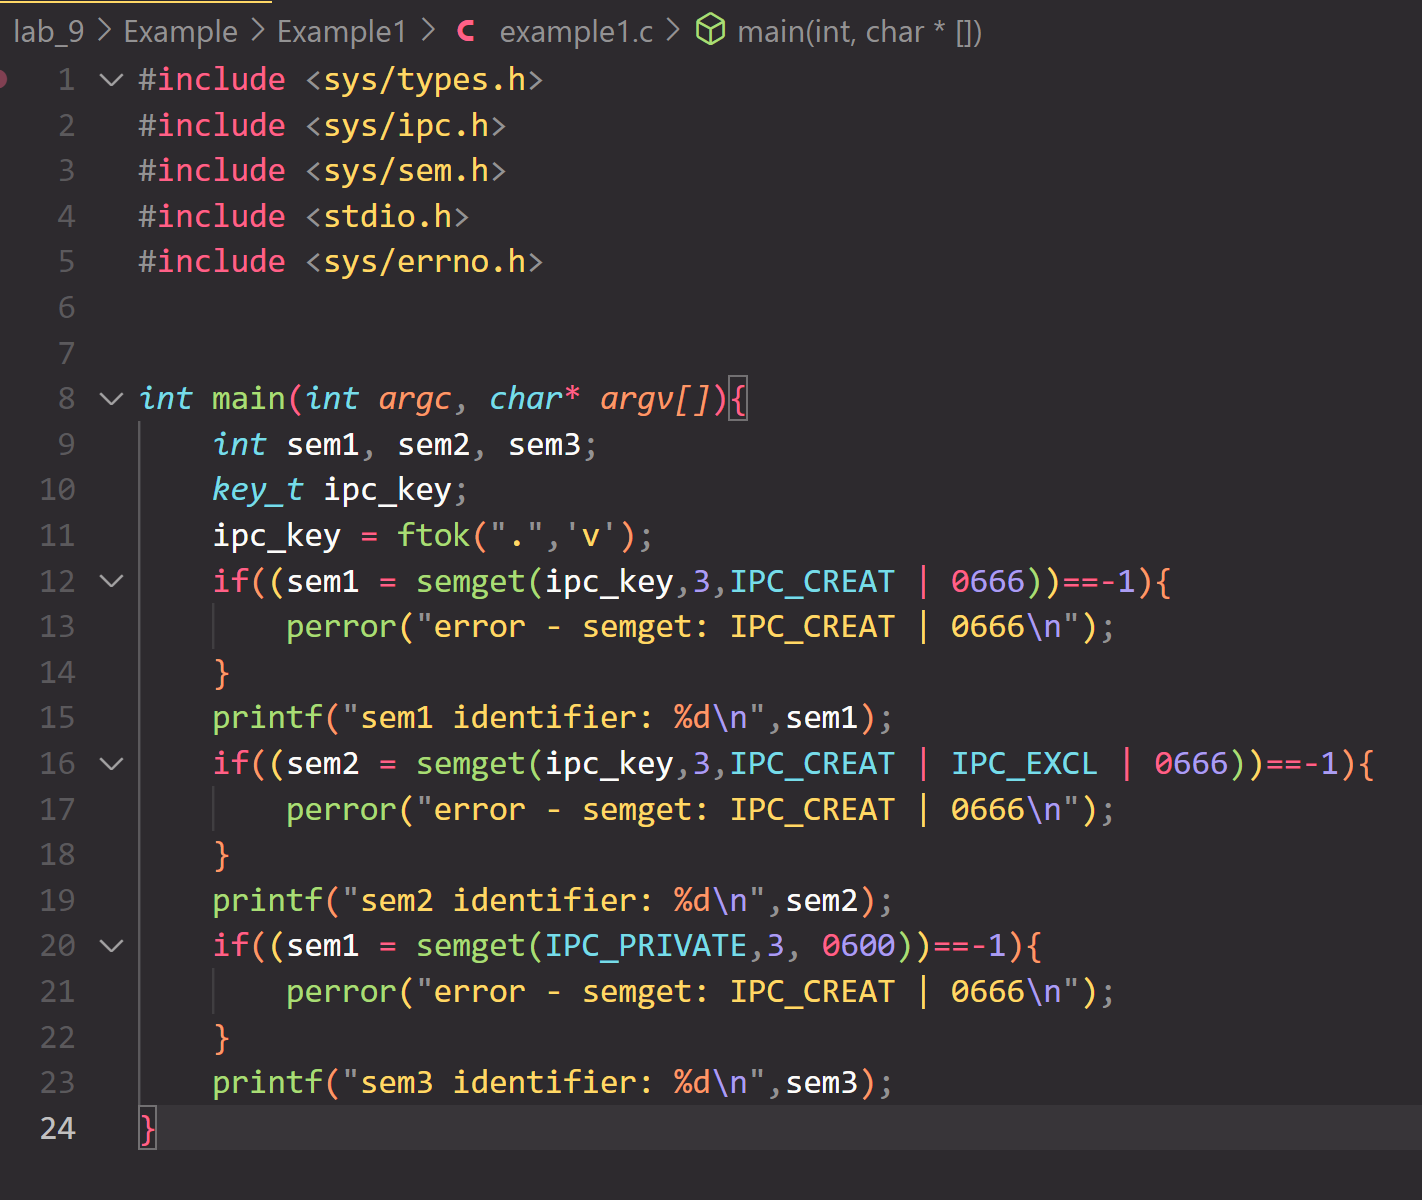 lab_9 > Example > Example1 > C example1.c > main(int, char * [])
1 #include <sys/types.h>
2 #include <sys/ipc.h>
3 #include <sys/sem.h>
4 #include <stdio.h>
5 #include <sys/errno.h>
6
7
8 int main(int argc, char* argv[]){
9     int sem1, sem2, sem3;
10     key_t ipc_key;
11     ipc_key = ftok(".",'v');
12     if((sem1 = semget(ipc_key,3,IPC_CREAT | 0666))==-1){
13         perror("error - semget: IPC_CREAT | 0666\n");
14     }
15     printf("sem1 identifier: %d\n",sem1);
16     if((sem2 = semget(ipc_key,3,IPC_CREAT | IPC_EXCL | 0666))==-1){
17         perror("error - semget: IPC_CREAT | 0666\n");
18     }
19     printf("sem2 identifier: %d\n",sem2);
20     if((sem1 = semget(IPC_PRIVATE,3, 0600))==-1){
21         perror("error - semget: IPC_CREAT | 0666\n");
22     }
23     printf("sem3 identifier: %d\n",sem3);
24 }